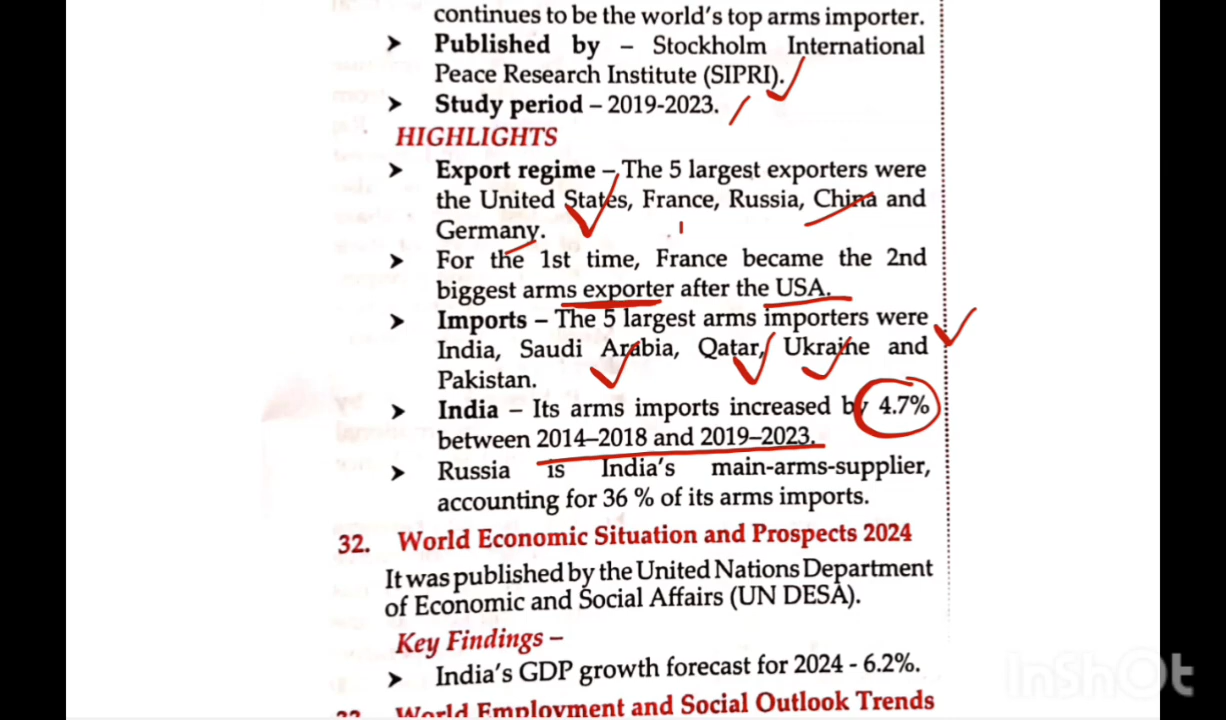 continues to be the world's top arms importer.
➤ Published by – Stockholm International
Peace Research Institute (SIPRI).
➤ Study period – 2019-2023.
HIGHLIGHTS
➤ Export regime – The 5 largest exporters were
the United States, France, Russia, China and
Germany.
➤ For the 1st time, France became the 2nd
biggest arms exporter after the USA.
➤ Imports – The 5 largest arms importers were
India, Saudi Arabia, Qatar, Ukraine and
Pakistan.
➤ India – Its arms imports increased by 4.7%
between 2014–2018 and 2019–2023.
➤ Russia is India's main-arms-supplier,
accounting for 36 % of its arms imports.
32. World Economic Situation and Prospects 2024
It was published by the United Nations Department
of Economic and Social Affairs (UN DESA).
Key Findings –
➤ India's GDP growth forecast for 2024 - 6.2%.
33. World Employment and Social Outlook Trends
InShOt